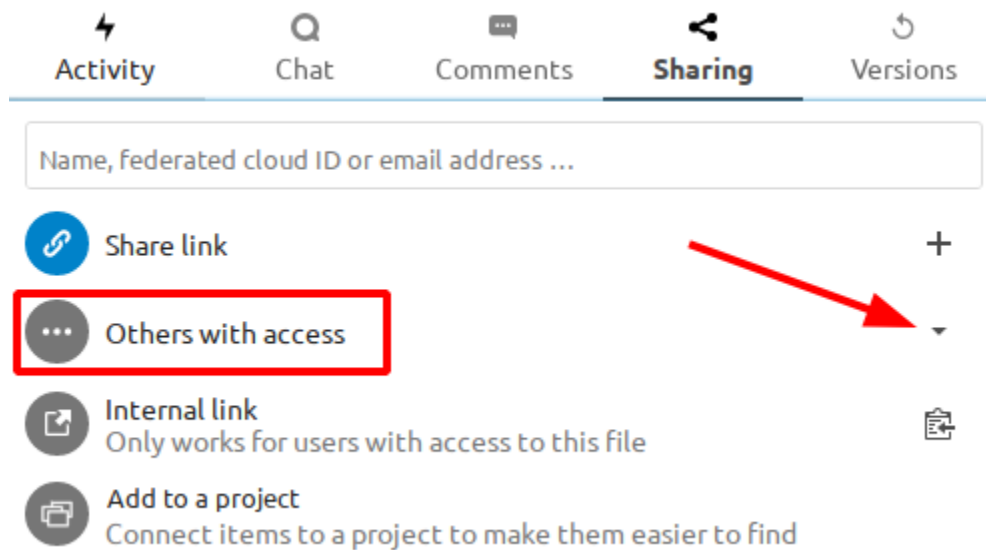 Activity
Chat
Comments
Sharing
Versions
Name, federated cloud ID or email address ...
Share link
Others with access
Internal link
Only works for users with access to this file
Add to a project
Connect items to a project to make them easier to find